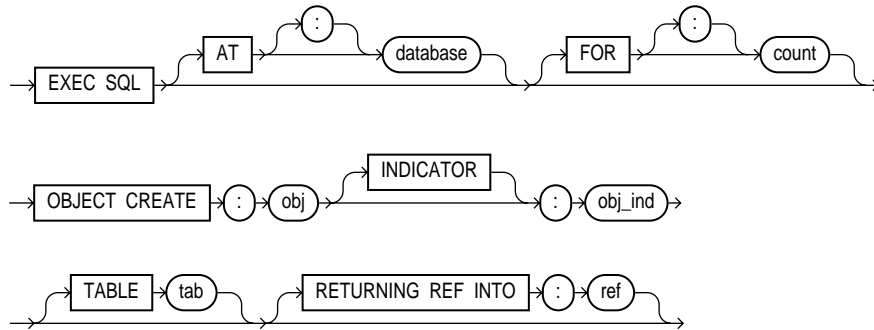 : :
AT database FOR count
EXEC SQL
INDICATOR
OBJECT CREATE : obj : obj_ind
TABLE tab RETURNING REF INTO : ref